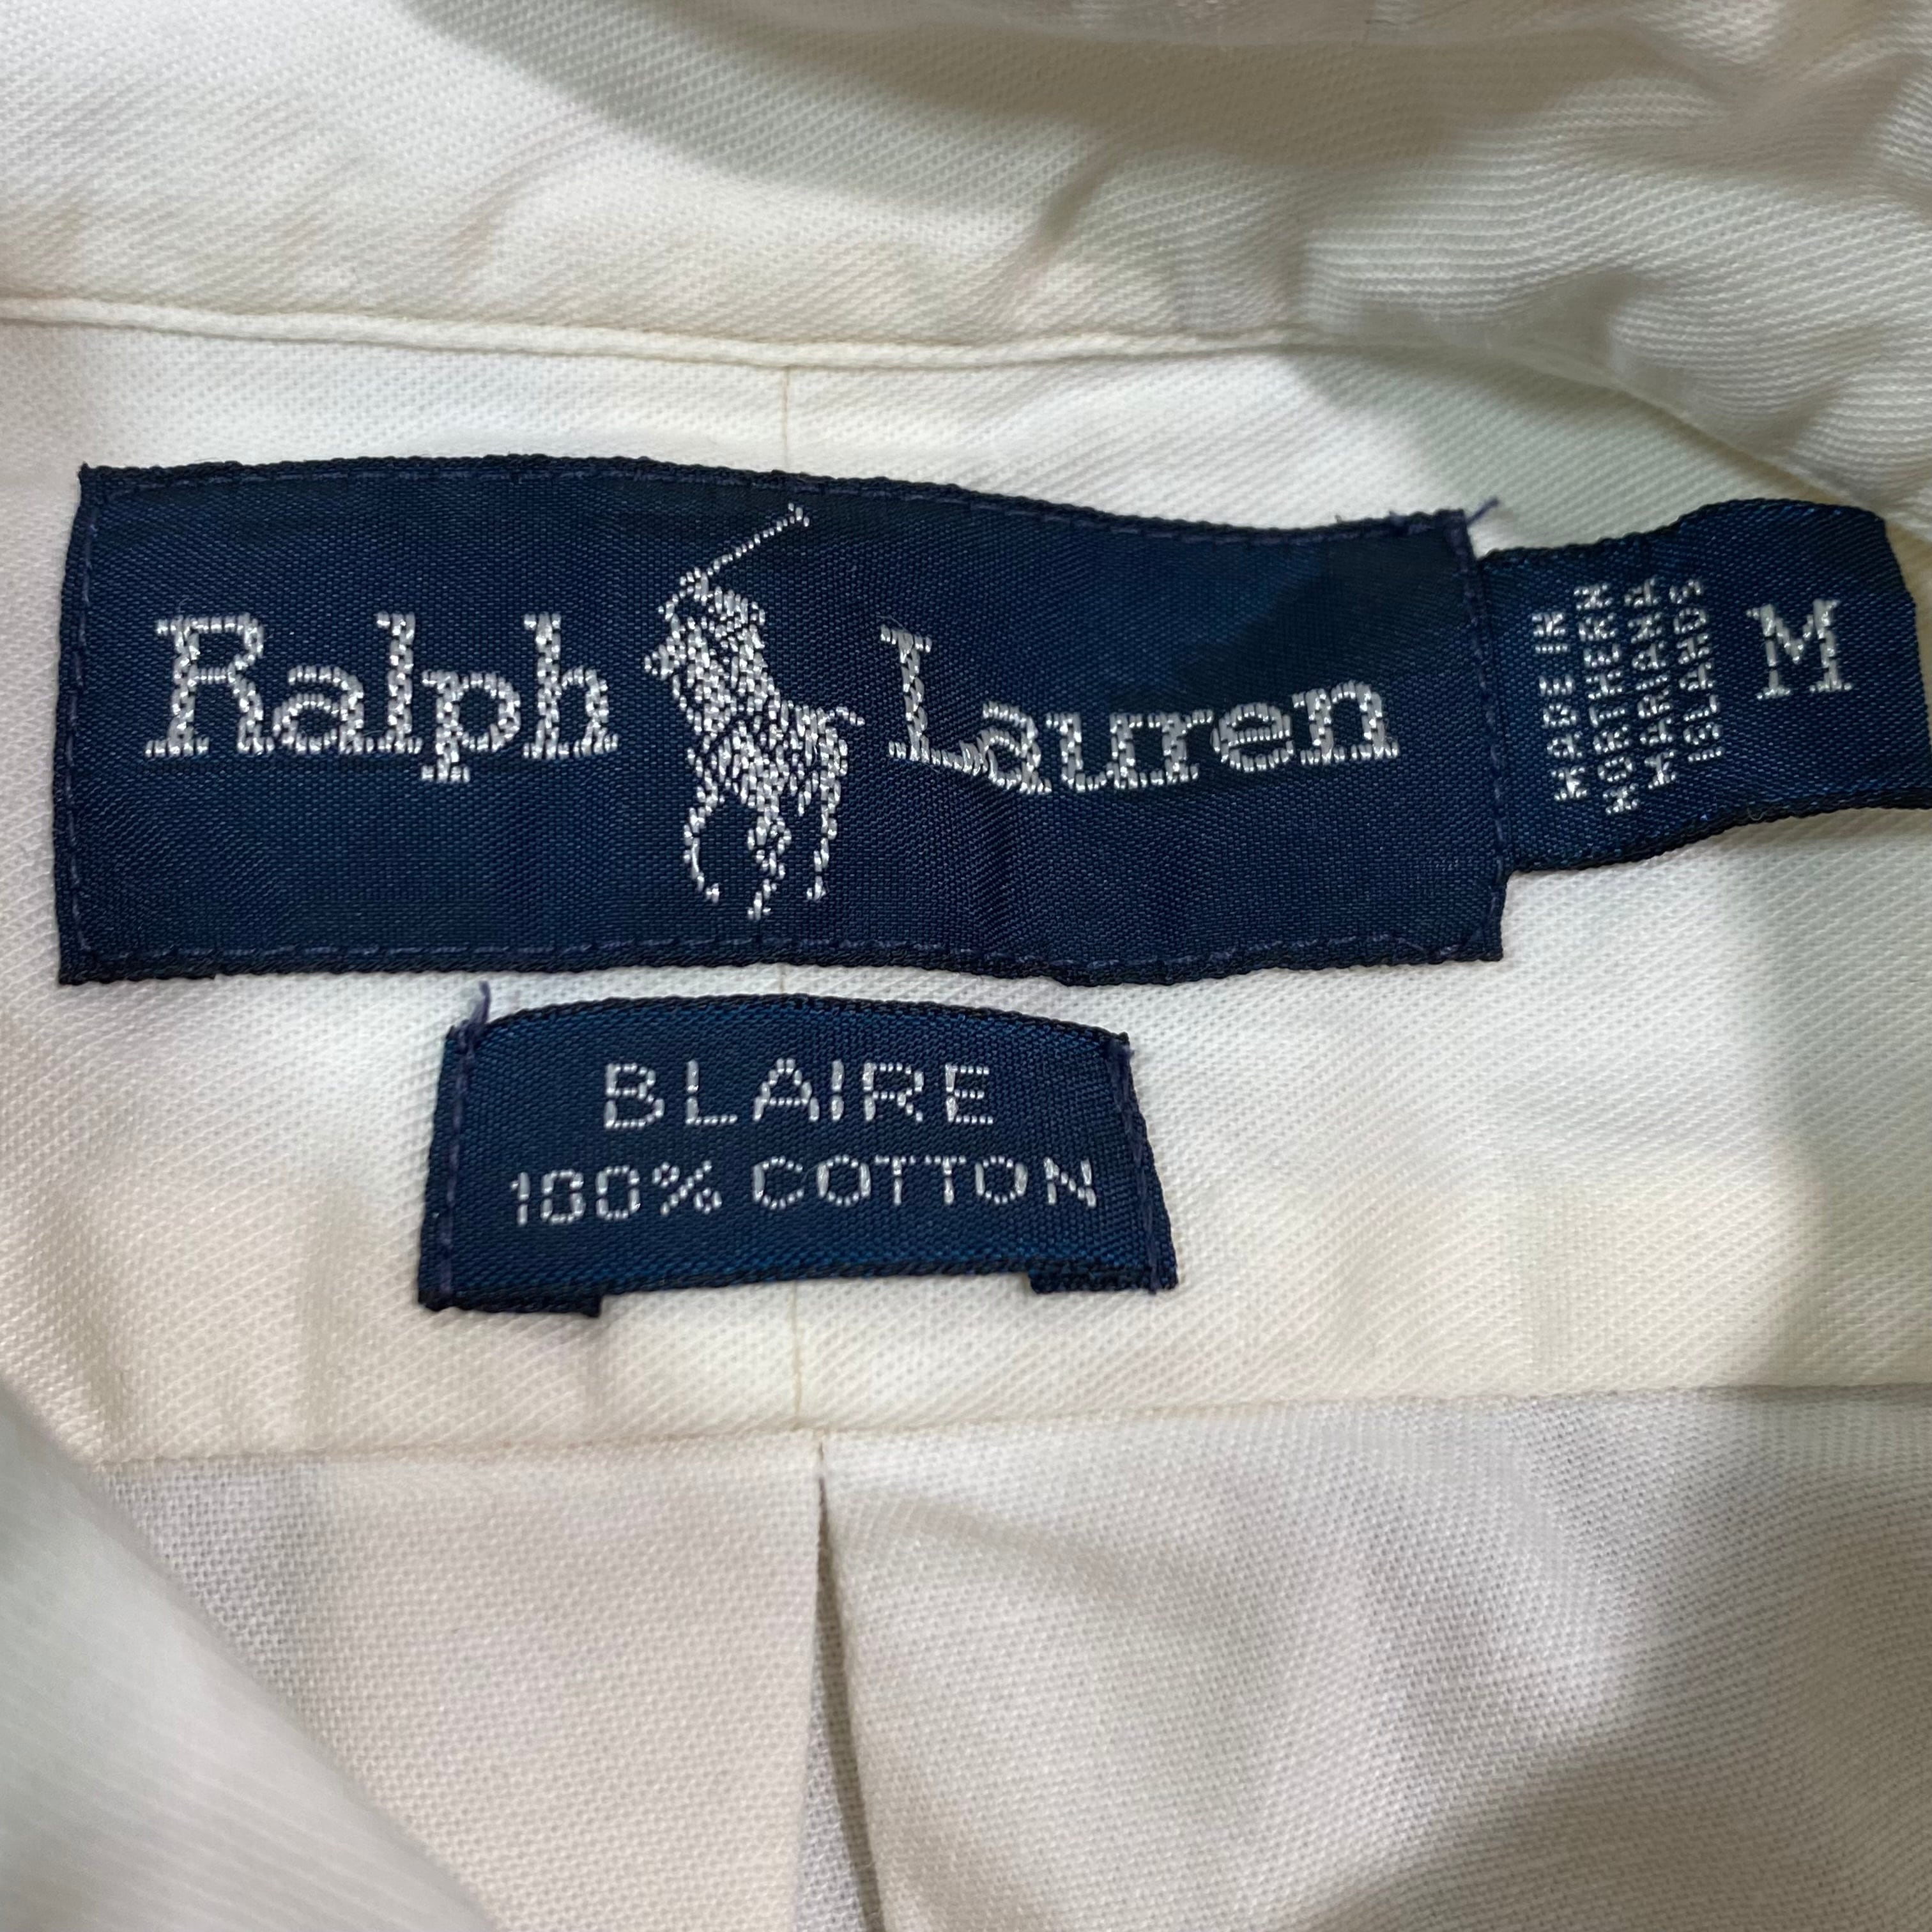 Ralph Lauren
MADE IN
NORTHERN
MARIANA
ISLANDS
M
BLAIRE
100% COTTON